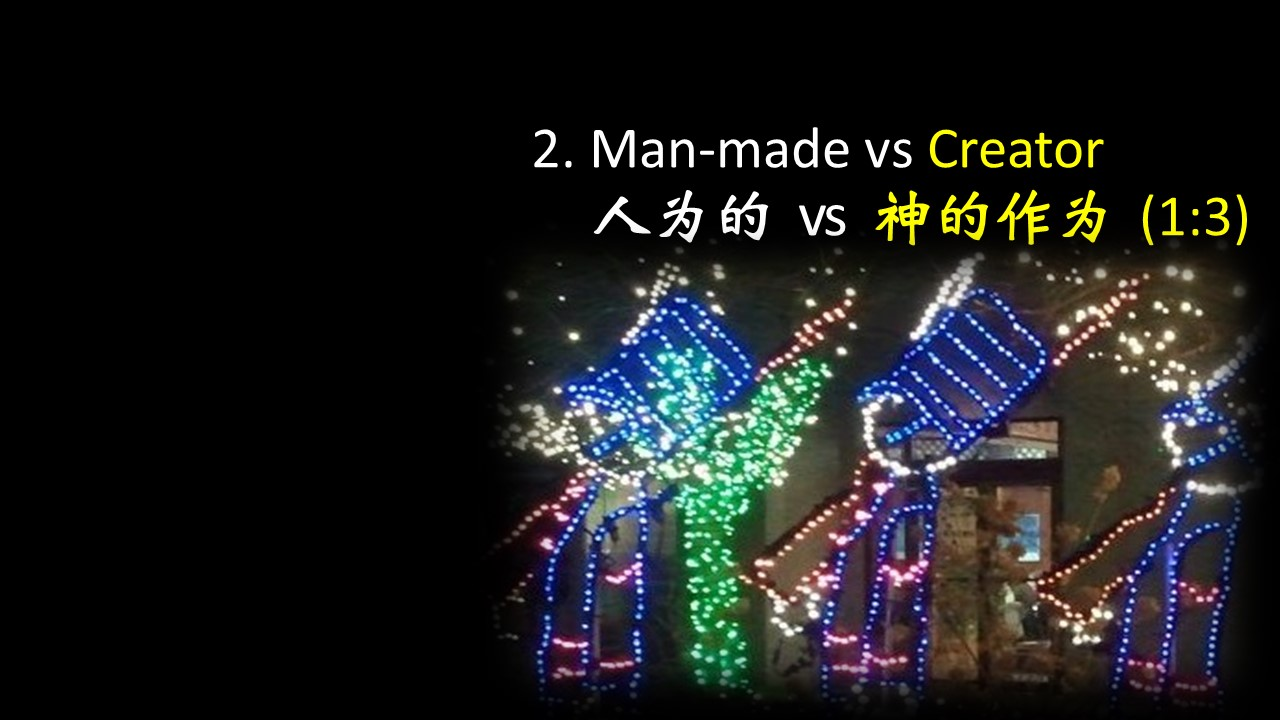 2. Man-made vs Creator
人为的 vs 神的作为 (1:3)